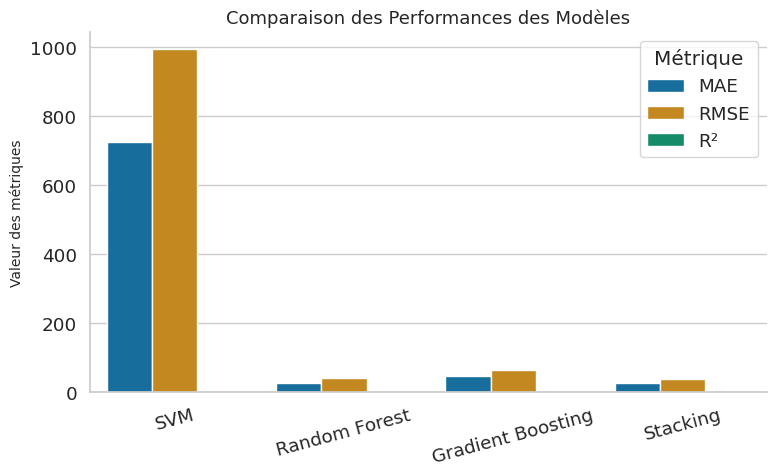 Comparaison des Performances des Modèles
Valeur des métriques
1000
800
600
400
200
0
Métrique
MAE
RMSE
R²
SVM
Random Forest
Gradient Boosting
Stacking